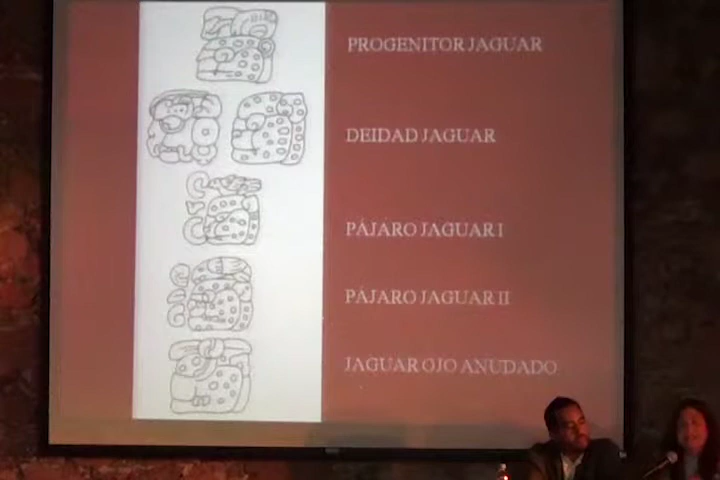 PROGENITOR JAGUAR
DEIDAD JAGUAR
PÁJARO JAGUAR I
PÁJARO JAGUAR II
JAGUAR OJO ANUDADO